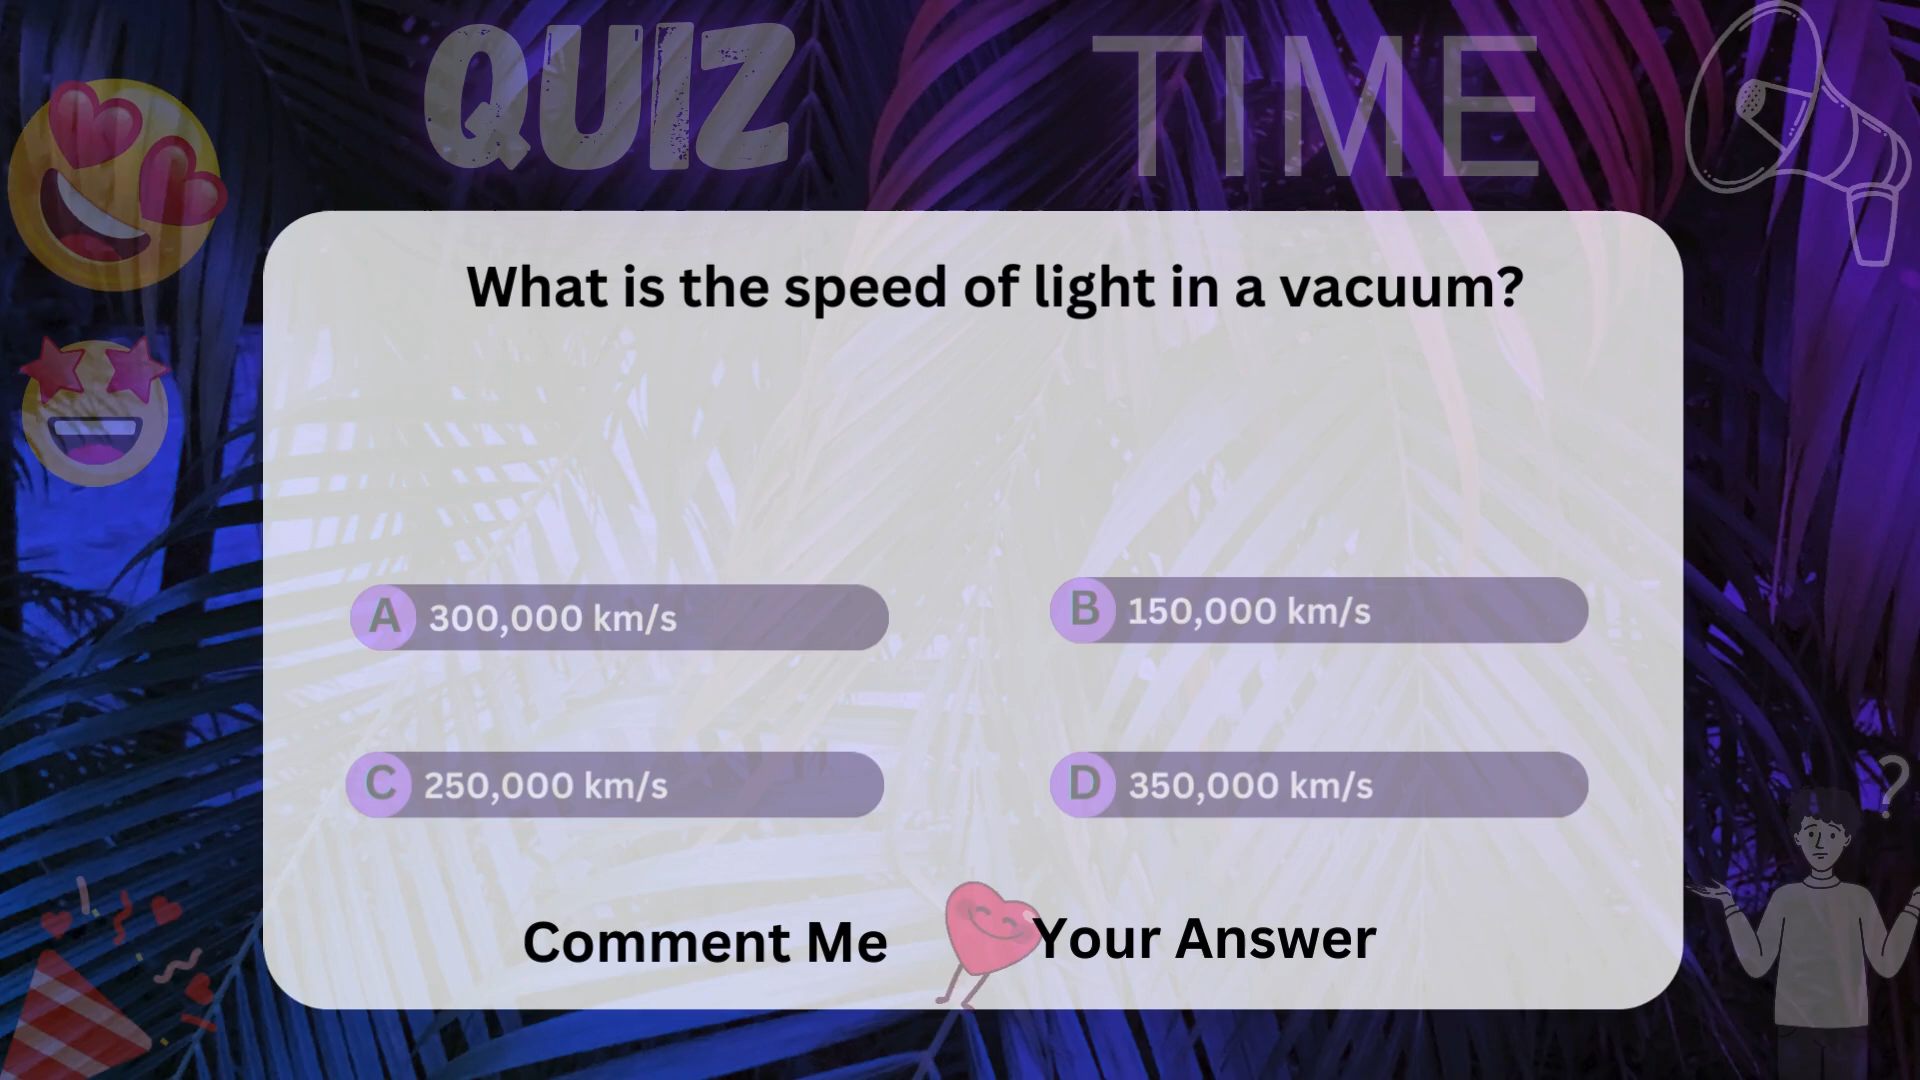 QUIZ TIME
What is the speed of light in a vacuum?
A 300,000 km/s
B 150,000 km/s
C 250,000 km/s
D 350,000 km/s
Comment Me Your Answer
?